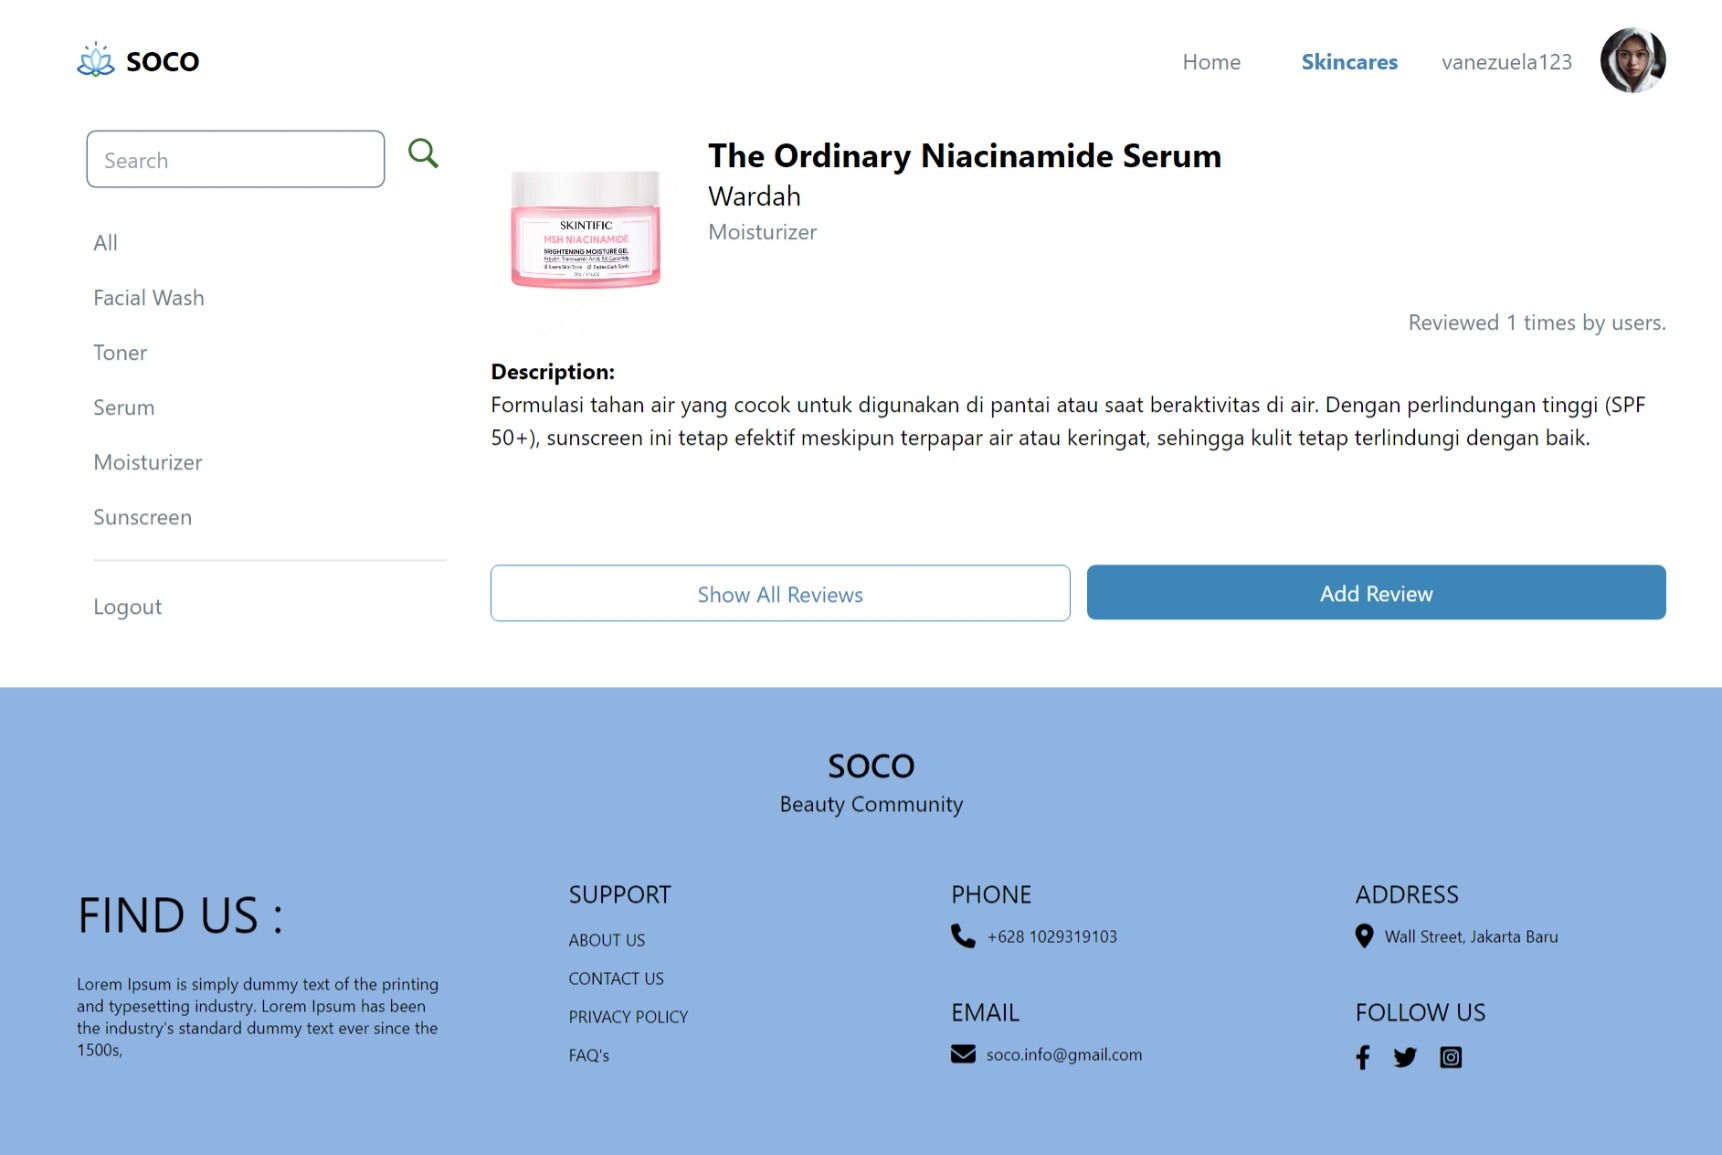 SOCO
Home
Skincares
vanezuela123
Search
All
Facial Wash
Toner
Serum
Moisturizer
Sunscreen
Logout
SKINTIFIC
MSH NIACINAMIDE
BRIGHTENING MOISTURE GEL
The Ordinary Niacinamide Serum
Wardah
Moisturizer
Reviewed 1 times by users.
Description:
Formulasi tahan air yang cocok untuk digunakan di pantai atau saat beraktivitas di air. Dengan perlindungan tinggi (SPF
50+), sunscreen ini tetap efektif meskipun terpapar air atau keringat, sehingga kulit tetap terlindungi dengan baik.
Show All Reviews
Add Review
SOCO
Beauty Community
FIND US :
Lorem Ipsum is simply dummy text of the printing
and typesetting industry. Lorem Ipsum has been
the industry's standard dummy text ever since the
1500s,
SUPPORT
ABOUT US
CONTACT US
PRIVACY POLICY
FAQ's
PHONE
+628 1029319103
EMAIL
soco.info@gmail.com
ADDRESS
Wall Street, Jakarta Baru
FOLLOW US